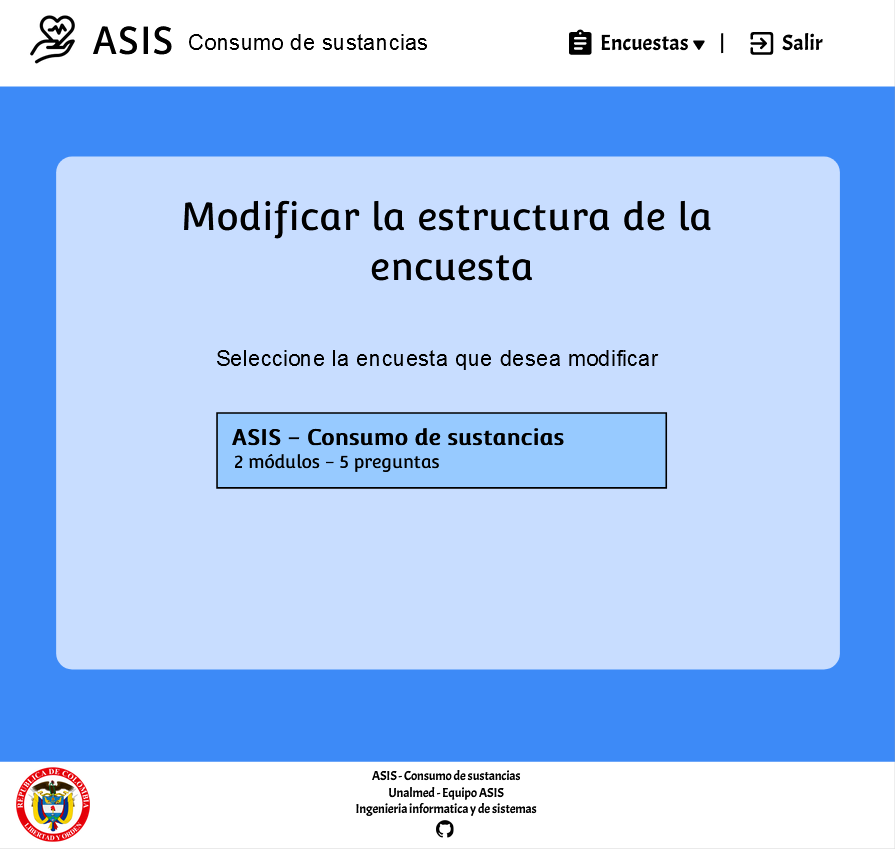 ASIS Consumo de sustancias
Encuestas | Salir
Modificar la estructura de la
encuesta
Seleccione la encuesta que desea modificar
ASIS – Consumo de sustancias
2 módulos – 5 preguntas
REPUBLICA DE COLOMBIA
LIBERTAD Y ORDEN
ASIS - Consumo de sustancias
Unalmed - Equipo ASIS
Ingenieria informatica y de sistemas